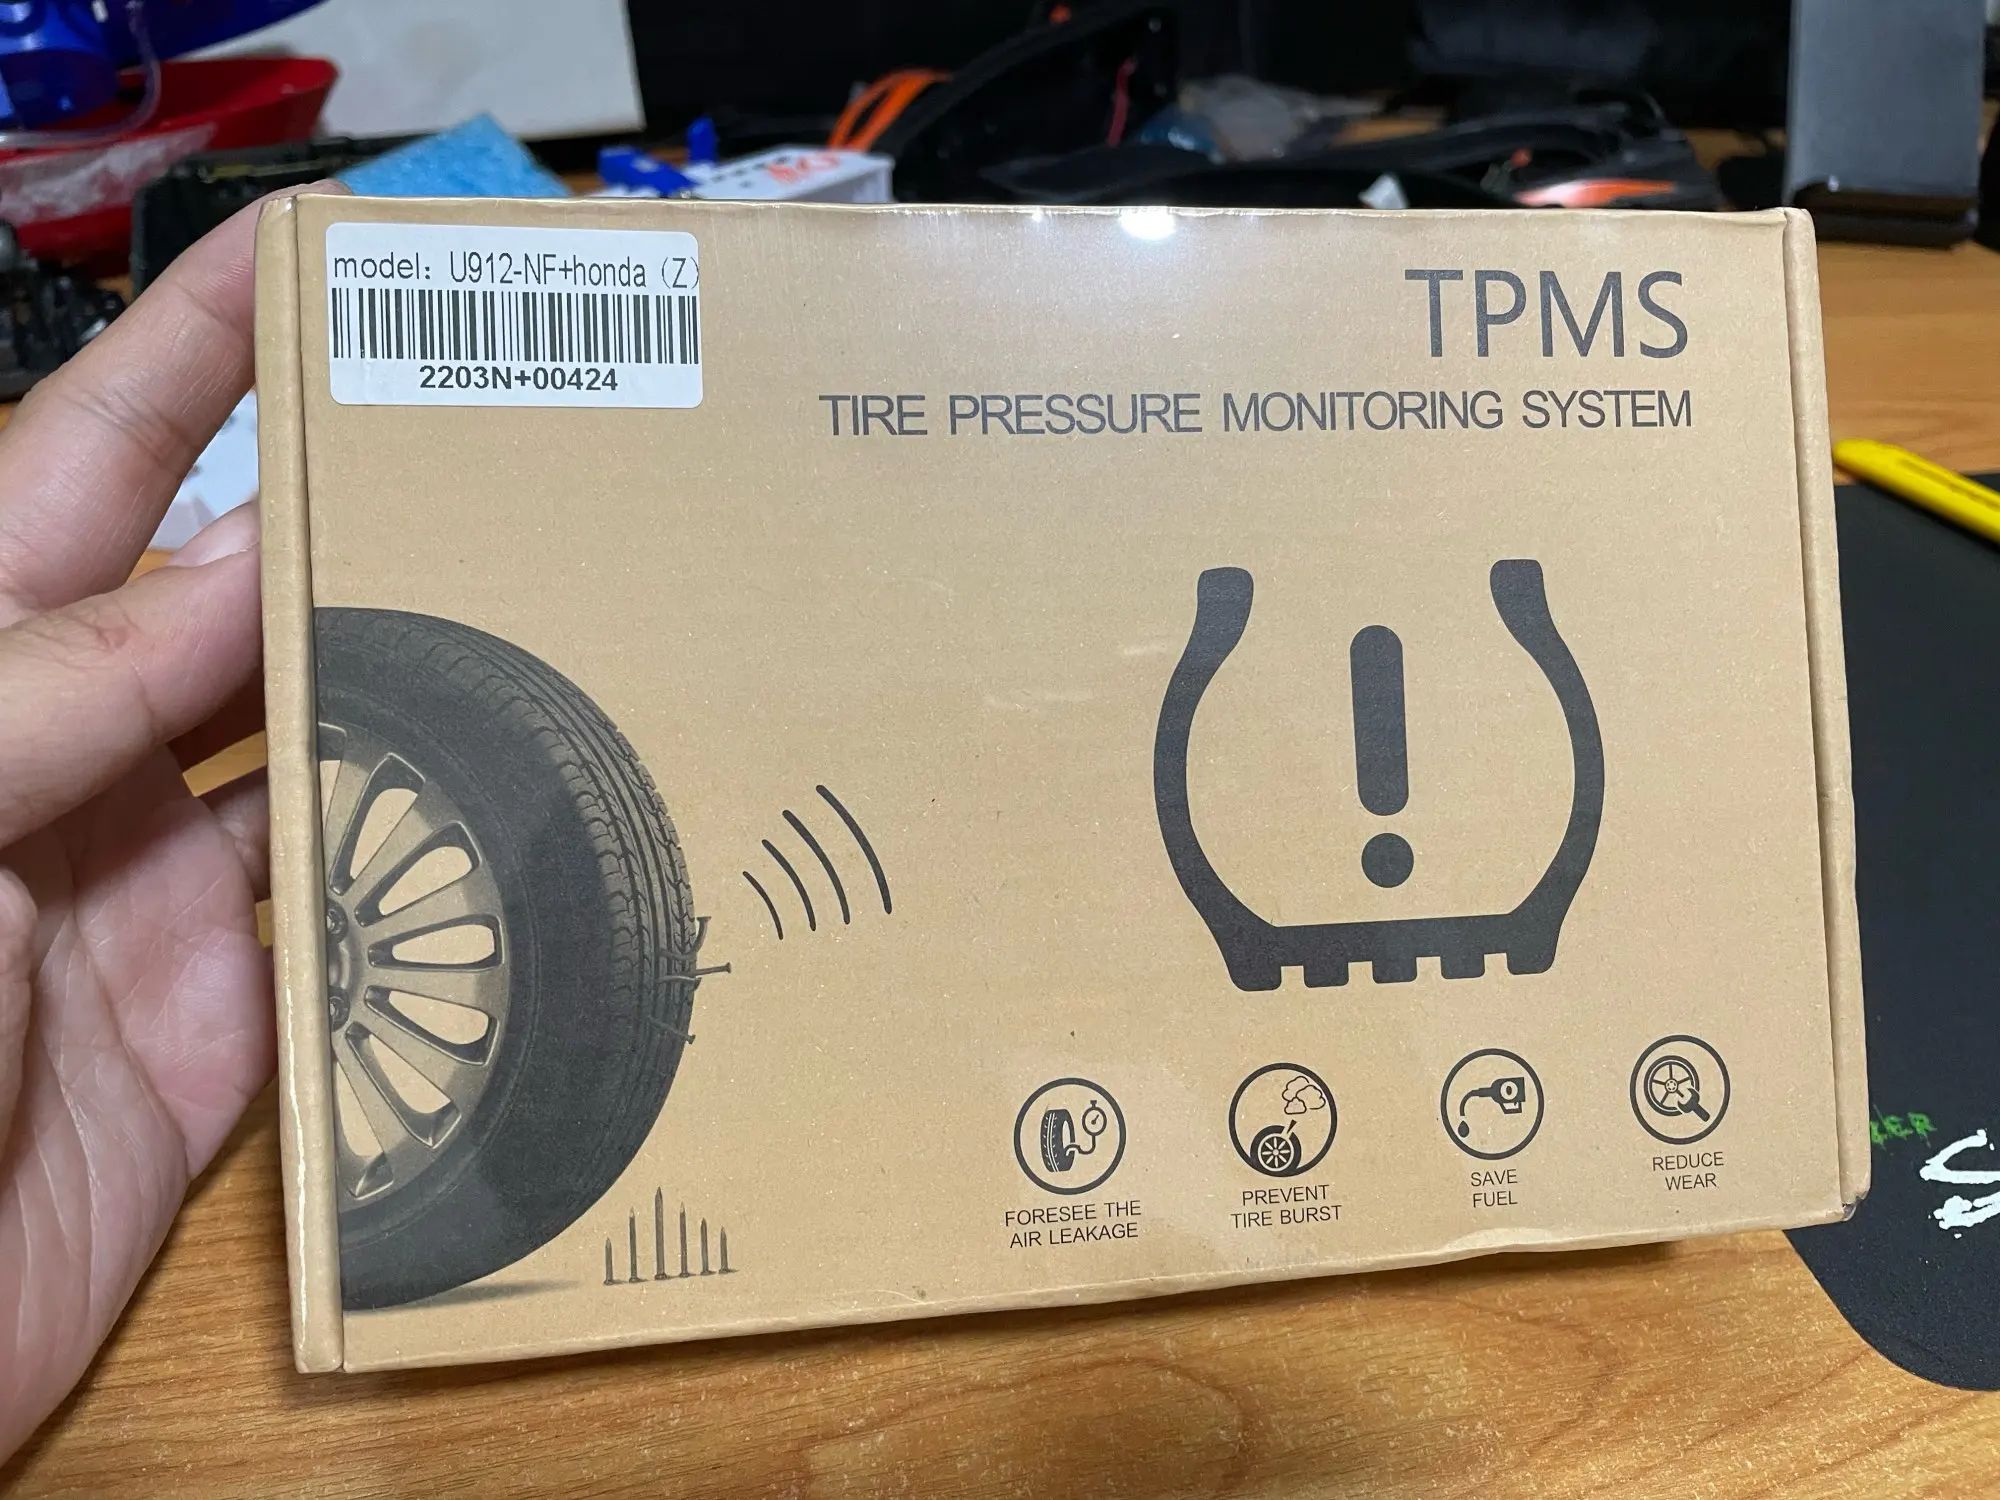 model: U912-NF+honda (Z)
2203N+00424
TPMS
TIRE PRESSURE MONITORING SYSTEM
FORESEE THE
AIR LEAKAGE
PREVENT
TIRE BURST
SAVE
FUEL
REDUCE
WEAR